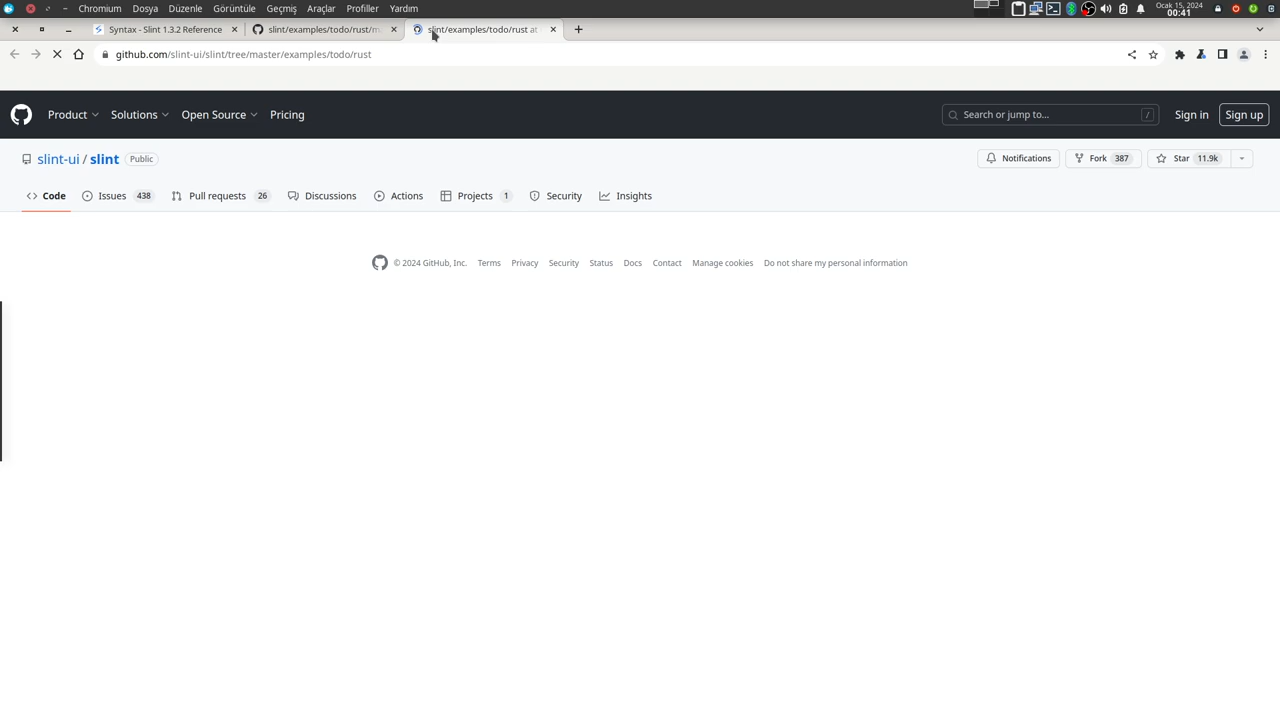 Chromium Dosya Düzenle Görüntüle Geçmiş Araçlar Profiller Yardım
Ocak 15, 2024
00:41
Syntax - Slint 1.3.2 Reference
slint/examples/todo/rust/m
slint/examples/todo/rust at
github.com/slint-ui/slint/tree/master/examples/todo/rust
Product Solutions Open Source Pricing
Search or jump to... /
Sign in Sign up
slint-ui / slint Public
Notifications Fork 387 Star 11.9k
Code Issues 438 Pull requests 26 Discussions Actions Projects 1 Security Insights
© 2024 GitHub, Inc. Terms Privacy Security Status Docs Contact Manage cookies Do not share my personal information